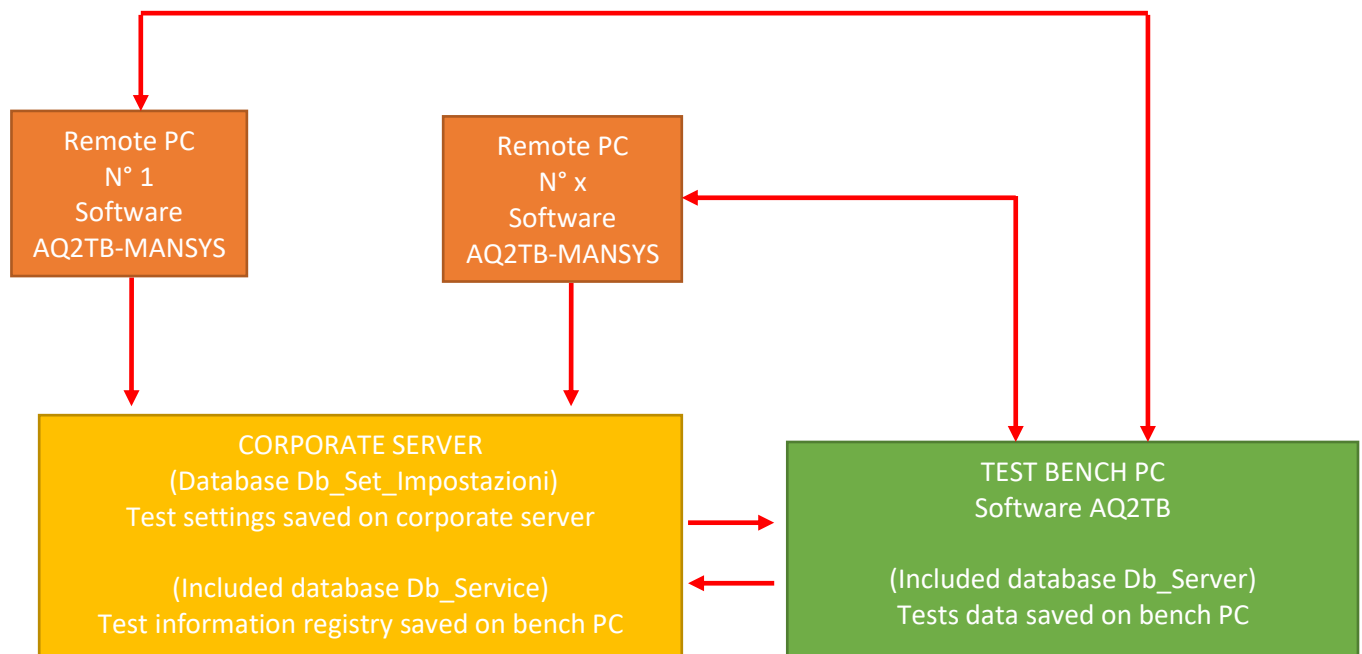 Remote PC
N° 1
Software
AQ2TB-MANSYS
Remote PC
N° x
Software
AQ2TB-MANSYS
CORPORATE SERVER
(Database Db_Set_Impostazioni)
Test settings saved on corporate server
(Included database Db_Service)
Test information registry saved on bench PC
TEST BENCH PC
Software AQ2TB
(Included database Db_Server)
Tests data saved on bench PC